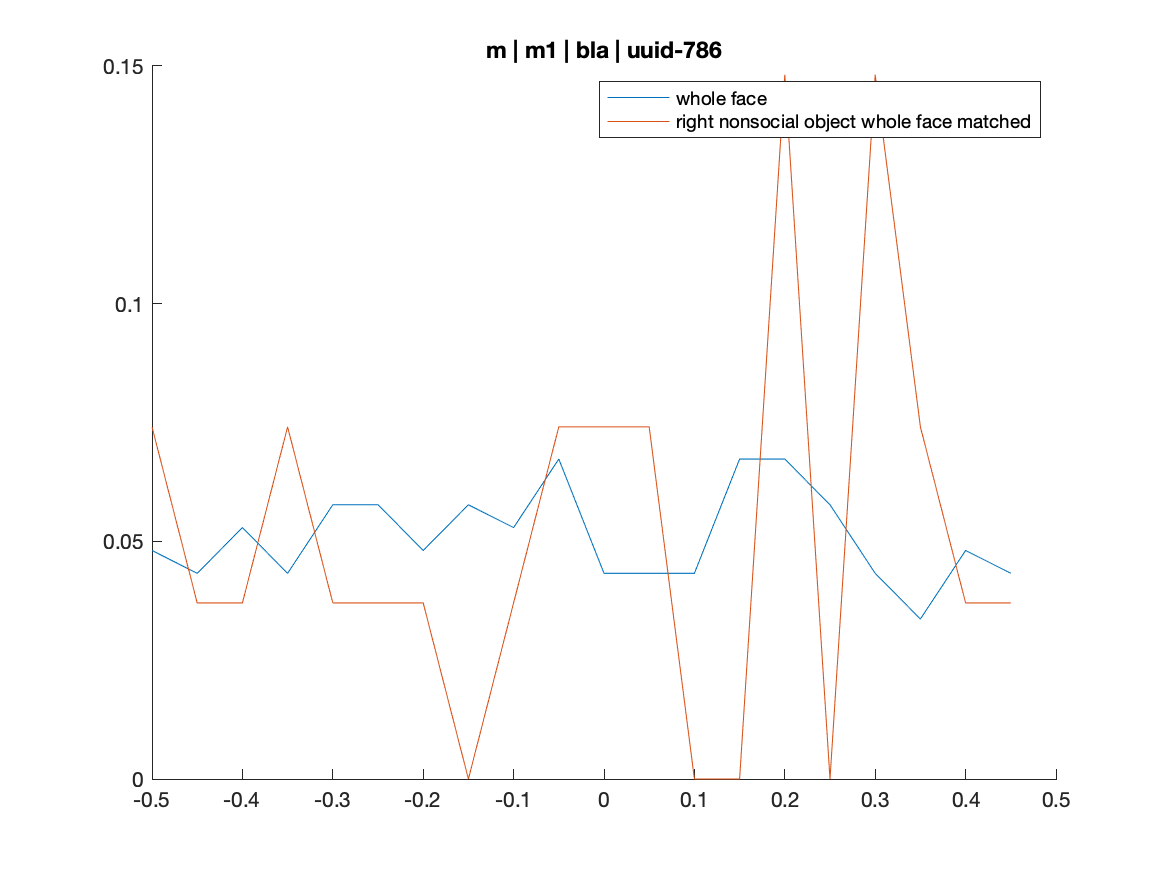 m | m1 | bla | uuid-786
0.15
whole face
right nonsocial object whole face matched
0.1
0.05
0
-0.5 -0.4 -0.3 -0.2 -0.1 0 0.1 0.2 0.3 0.4 0.5